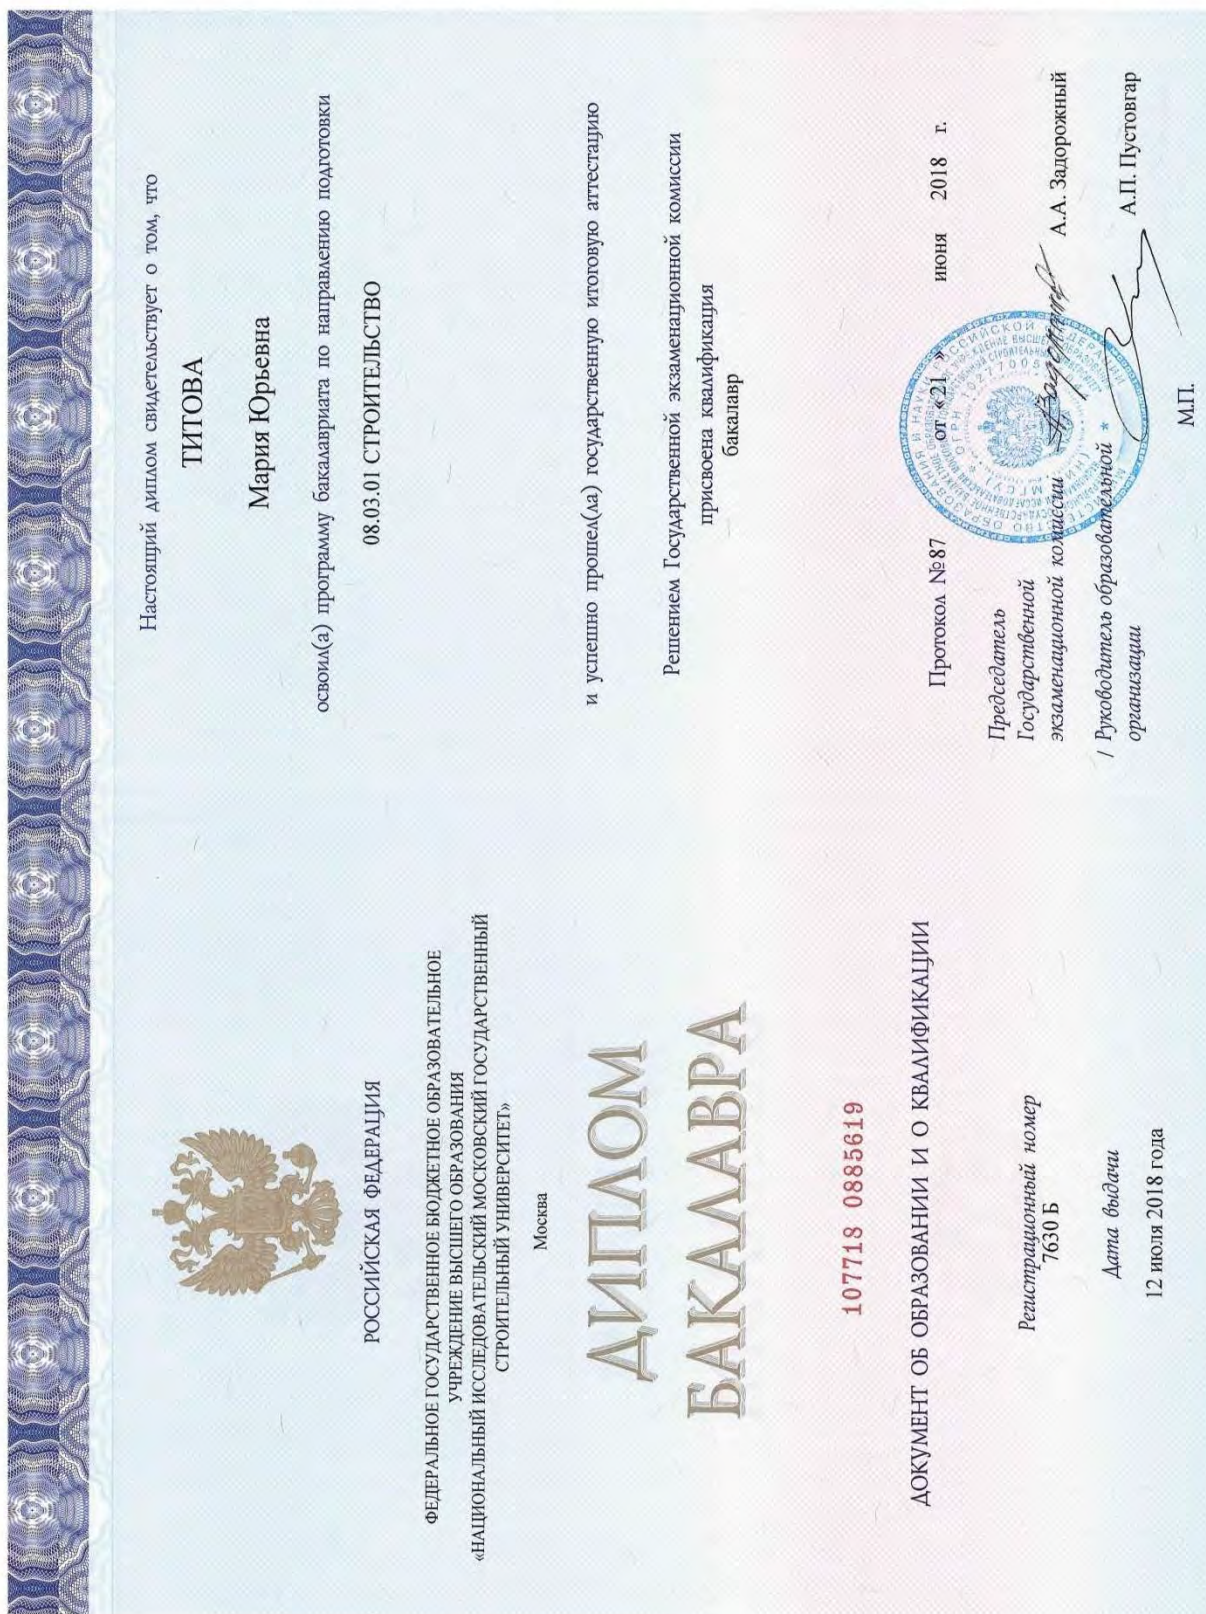 РОССИЙСКАЯ ФЕДЕРАЦИЯ
ФЕДЕРАЛЬНОЕ ГОСУДАРСТВЕННОЕ БЮДЖЕТНОЕ ОБРАЗОВАТЕЛЬНОЕ
УЧРЕЖДЕНИЕ ВЫСШЕГО ОБРАЗОВАНИЯ
«НАЦИОНАЛЬНЫЙ ИССЛЕДОВАТЕЛЬСКИЙ МОСКОВСКИЙ ГОСУДАРСТВЕННЫЙ
СТРОИТЕЛЬНЫЙ УНИВЕРСИТЕТ»
Москва
ДИПЛОМ
БАКАЛАВРА
107718 0885619
ДОКУМЕНТ ОБ ОБРАЗОВАНИИ И О КВАЛИФИКАЦИИ
Регистрационный номер
7630 Б
Дата выдачи
12 июля 2018 года
Настоящий диплом свидетельствует о том, что
ТИТОВА
Мария Юрьевна
освоил(а) программу бакалавриата по направлению подготовки
08.03.01 СТРОИТЕЛЬСТВО
и успешно прошел(ла) государственную итоговую аттестацию
Решением Государственной экзаменационной комиссии
присвоена квалификация
бакалавр
Протокол №87 от «21 » июня 2018 г.
Председатель
Государственной
экзаменационной комиссии А.А. Задорожный
/ Руководитель образовательной
организации А.П. Пустовгар
М.П.